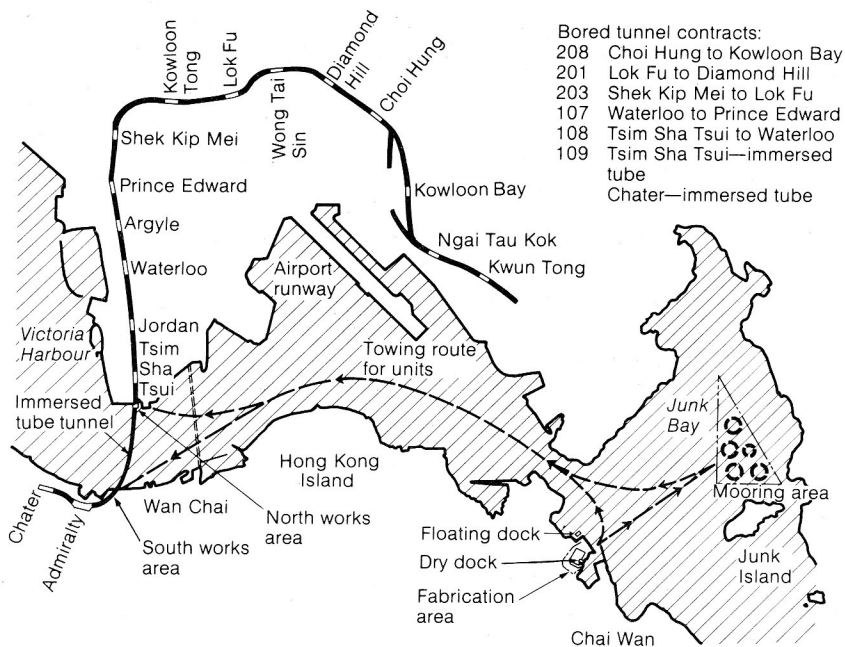 Bored tunnel contracts:
208 Choi Hung to Kowloon Bay
201 Lok Fu to Diamond Hill
203 Shek Kip Mei to Lok Fu
107 Waterloo to Prince Edward
108 Tsim Sha Tsui to Waterloo
109 Tsim Sha Tsui—immersed
tube
Chater—immersed tube
Kowloon
Tong
Lok Fu
Wong Tai
Sin
Diamond
Hill
Choi Hung
Shek Kip Mei
Prince Edward
Argyle
Waterloo
Jordan
Tsim
Sha
Tsui
Kowloon Bay
Ngai Tau Kok
Kwun Tong
Airport
runway
Victoria
Harbour
Towing route
for units
Immersed
tube tunnel
Junk
Bay
Mooring area
Hong Kong
Island
Wan Chai
North works
area
Chater
Admiralty
South works
area
Floating dock
Dry dock
Fabrication
area
Junk
Island
Chai Wan